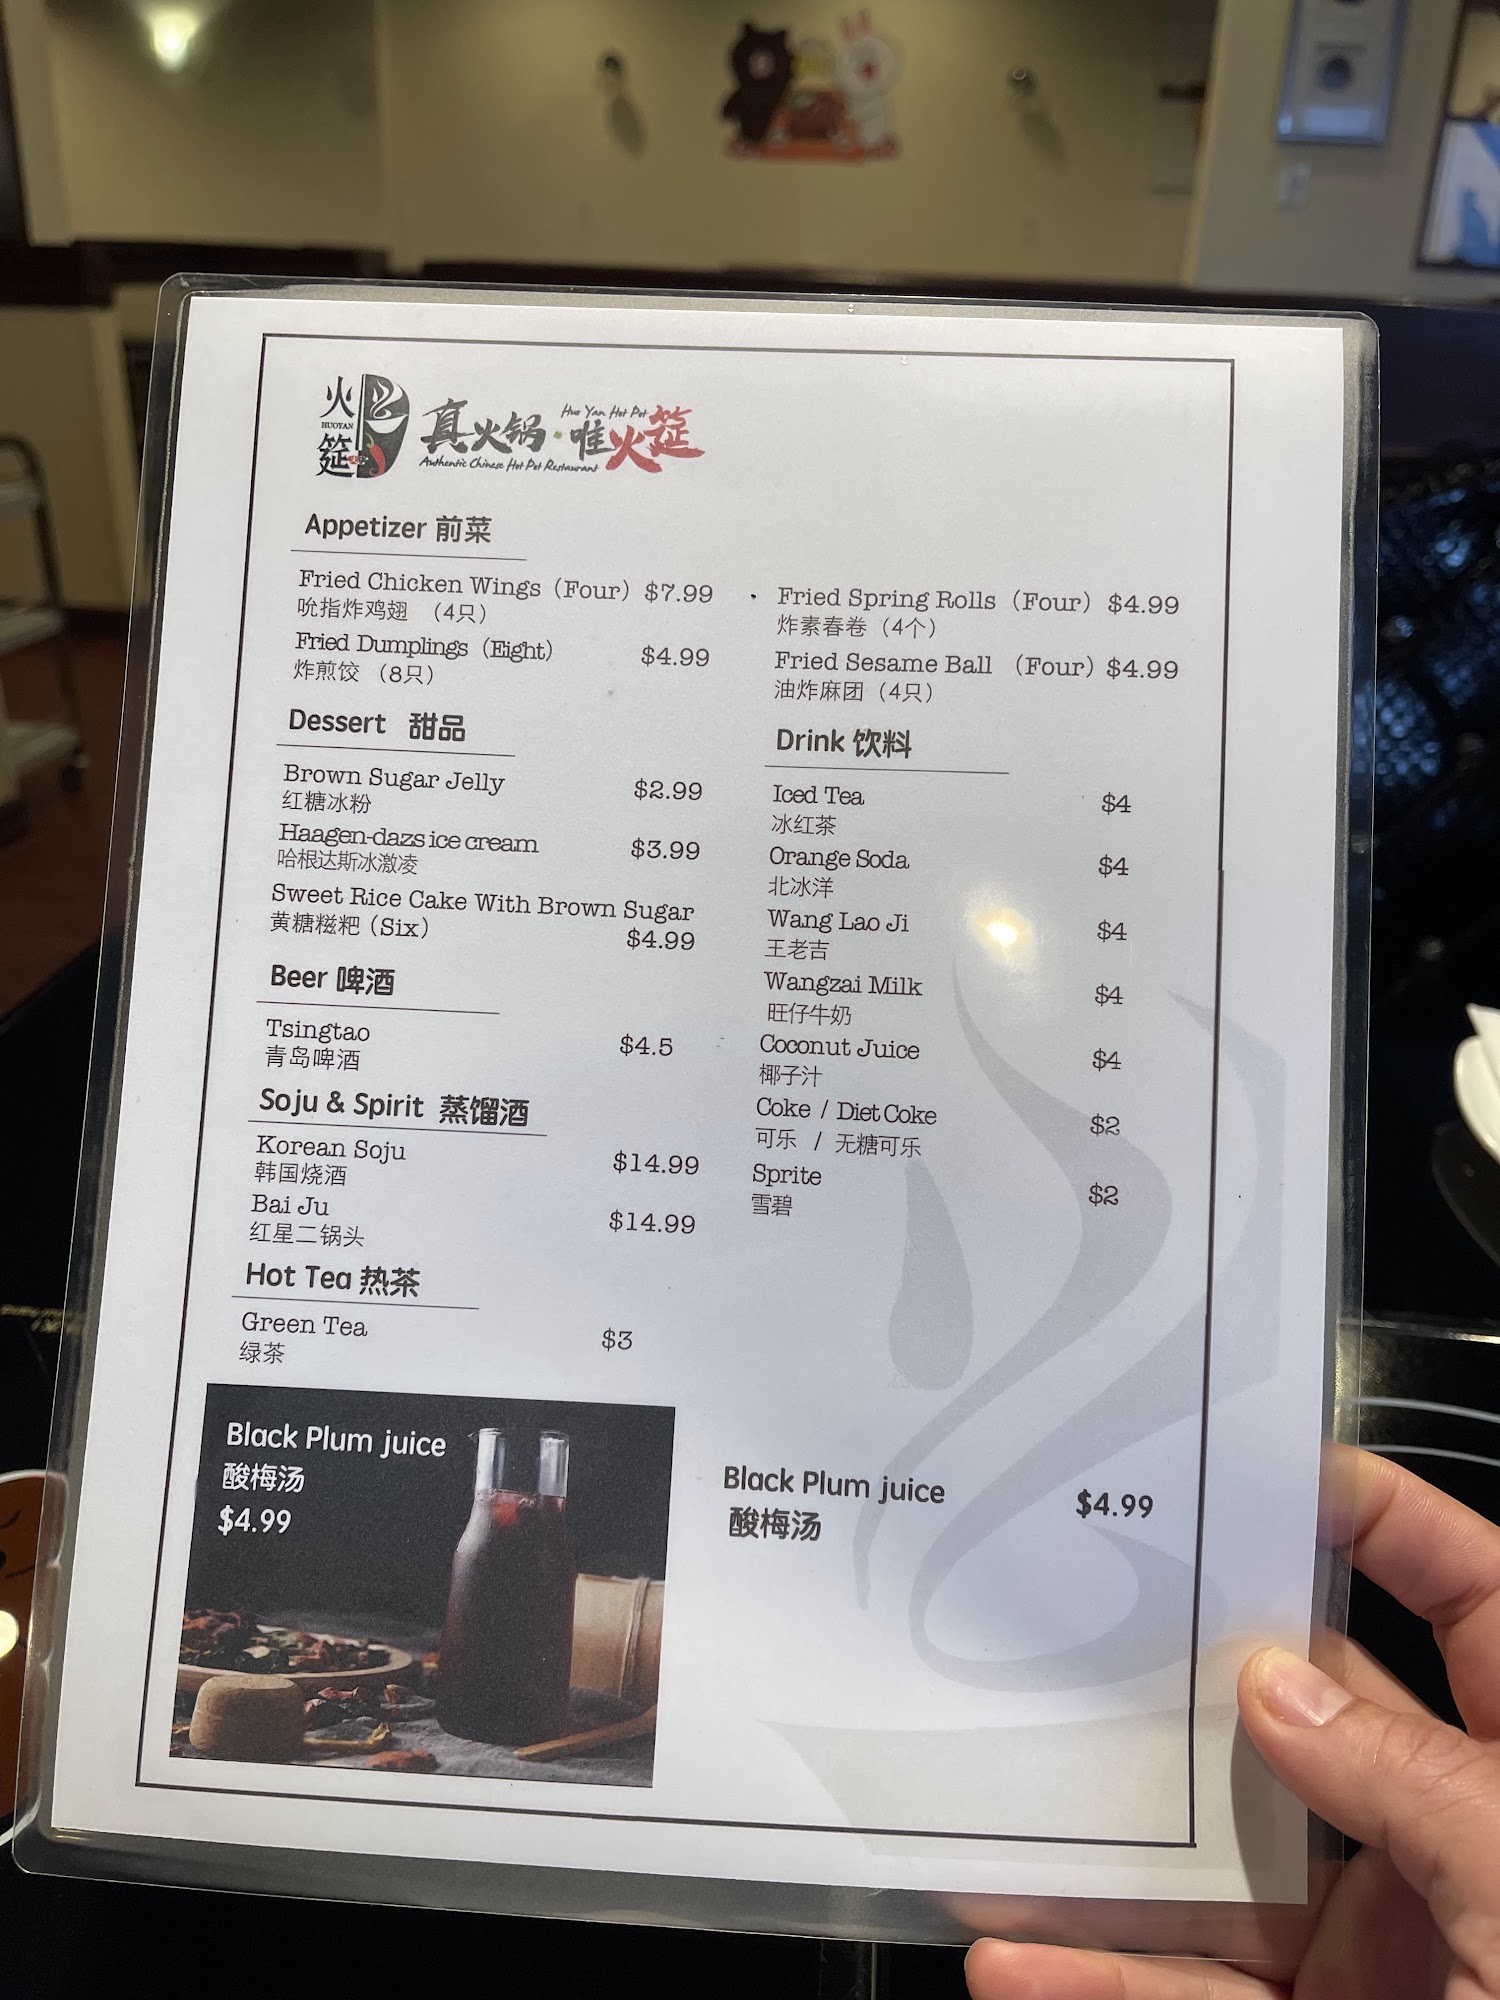 火
HUOYAN
筵
真火锅·唯火筵
Huo Yan Hot Pot
Authentic Chinese Hot Pot Restaurant
Appetizer 前菜
Fried Chicken Wings (Four) $7.99
吮指炸鸡翅 (4只)
Fried Dumplings (Eight) $4.99
炸煎饺 (8只)
Fried Spring Rolls (Four) $4.99
炸素春卷 (4个)
Fried Sesame Ball (Four) $4.99
油炸麻团 (4只)
Dessert 甜品
Brown Sugar Jelly $2.99
红糖冰粉
Haagen-dazs ice cream $3.99
哈根达斯冰激凌
Sweet Rice Cake With Brown Sugar
黄糖糍粑 (Six) $4.99
Beer 啤酒
Tsingtao $4.5
青岛啤酒
Soju & Spirit 蒸馏酒
Korean Soju $14.99
韩国烧酒
Bai Ju $14.99
红星二锅头
Hot Tea 热茶
Green Tea $3
绿茶
Drink 饮料
Iced Tea $4
冰红茶
Orange Soda $4
北冰洋
Wang Lao Ji $4
王老吉
Wangzai Milk $4
旺仔牛奶
Coconut Juice $4
椰子汁
Coke / Diet Coke $2
可乐 / 无糖可乐
Sprite $2
雪碧
Black Plum juice
酸梅汤
$4.99
Black Plum juice $4.99
酸梅汤